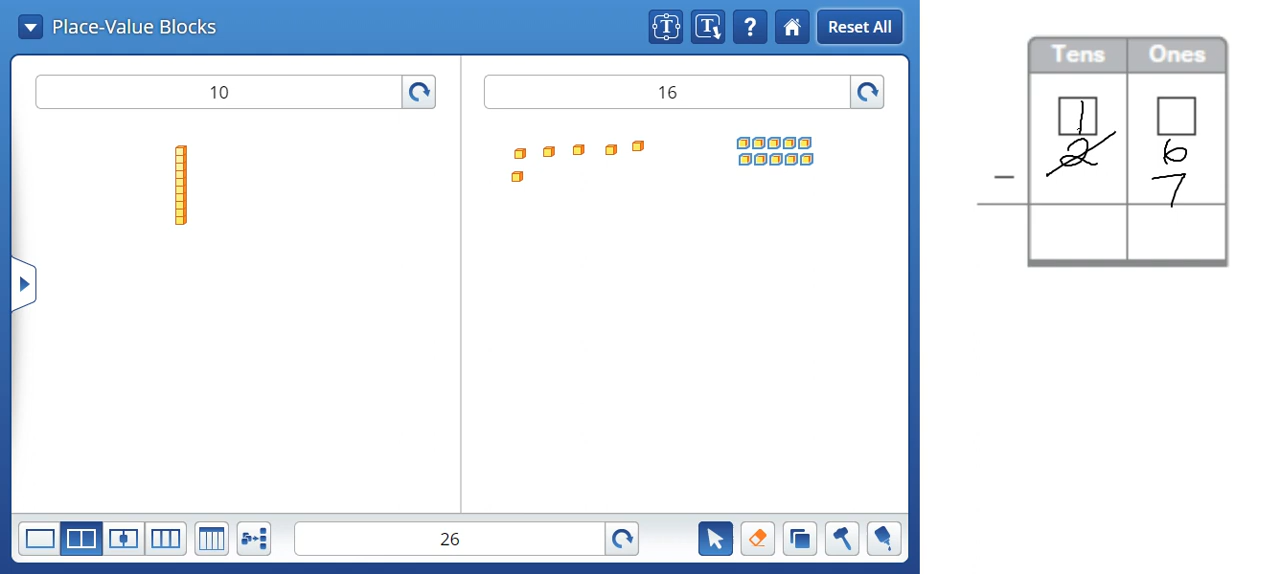 Place-Value Blocks
T
T
?
Reset All
10
16
26
Tens Ones
1
2 6
− 7